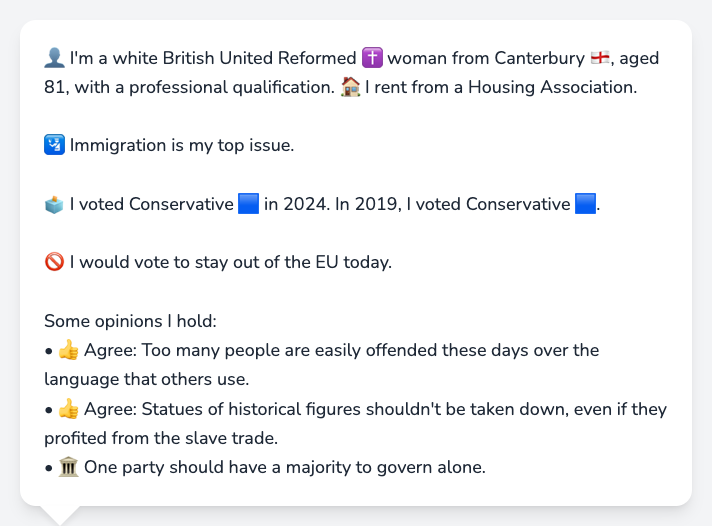 👤 I'm a white British United Reformed ✝️ woman from Canterbury 🏴󠁧󠁢󠁥󠁮󠁧󠁿, aged
81, with a professional qualification. 🏠 I rent from a Housing Association.
🛂 Immigration is my top issue.
🗳️ I voted Conservative 🟦 in 2024. In 2019, I voted Conservative 🟦.
🚫 I would vote to stay out of the EU today.
Some opinions I hold:
• 👍 Agree: Too many people are easily offended these days over the
language that others use.
• 👍 Agree: Statues of historical figures shouldn't be taken down, even if they
profited from the slave trade.
• 🏛️ One party should have a majority to govern alone.